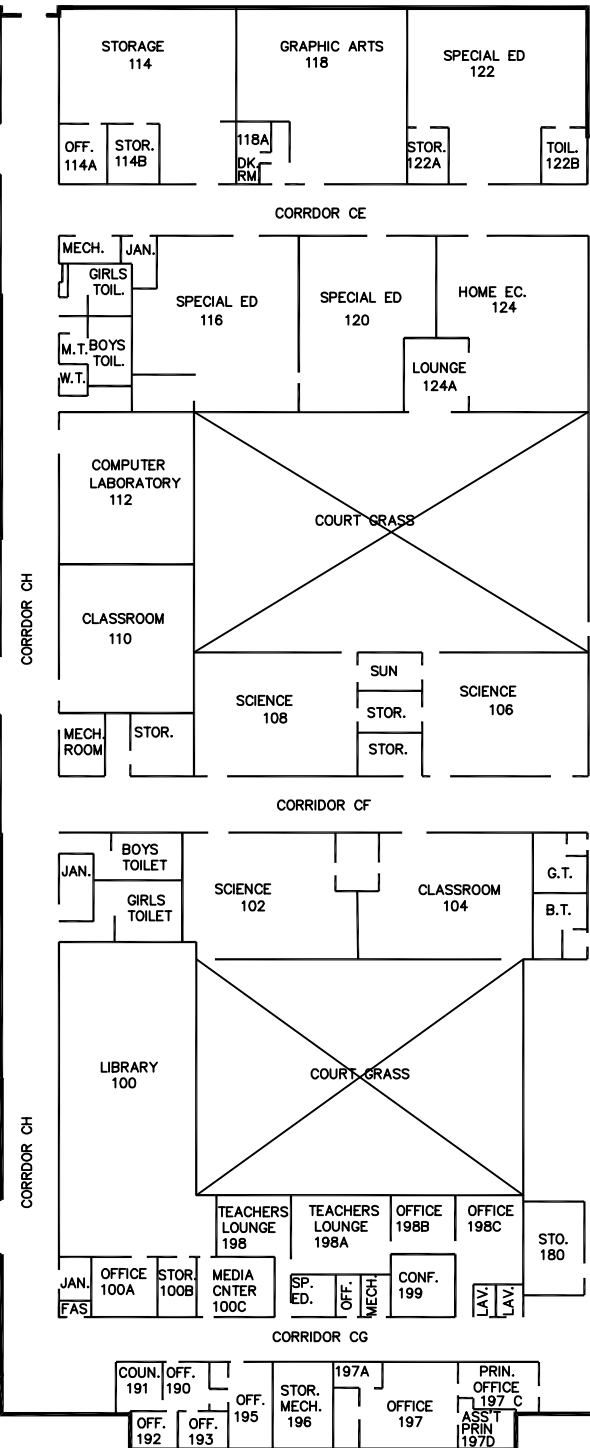 STORAGE
114
GRAPHIC ARTS
118
SPECIAL ED
122
OFF.
114A
STOR.
114B
118A
DK.
RM.
STOR.
122A
TOIL.
122B
CORRDOR CE
MECH.
JAN.
GIRLS
TOIL.
SPECIAL ED
116
SPECIAL ED
120
HOME EC.
124
M.T.
BOYS
TOIL.
W.T.
LOUNGE
124A
COMPUTER
LABORATORY
112
COURT GRASS
CORRDOR CH
CLASSROOM
110
SUN
SCIENCE
108
STOR.
SCIENCE
106
MECH.
ROOM
STOR.
STOR.
CORRIDOR CF
JAN.
BOYS
TOILET
GIRLS
TOILET
SCIENCE
102
CLASSROOM
104
G.T.
B.T.
LIBRARY
100
COURT GRASS
CORRDOR CH
TEACHERS
LOUNGE
198
TEACHERS
LOUNGE
198A
OFFICE
198B
OFFICE
198C
STO.
180
JAN.
FAS
OFFICE
100A
STOR.
100B
MEDIA
CNTER
100C
SP.
ED.
OFF.
MECH.
CONF.
199
LAV.
LAV.
CORRIDOR CG
COUN.
191
OFF.
190
OFF.
195
STOR.
MECH.
196
197A
OFFICE
197
PRIN.
OFFICE
197 C
OFF.
192
OFF.
193
ASS'T
PRIN
197D